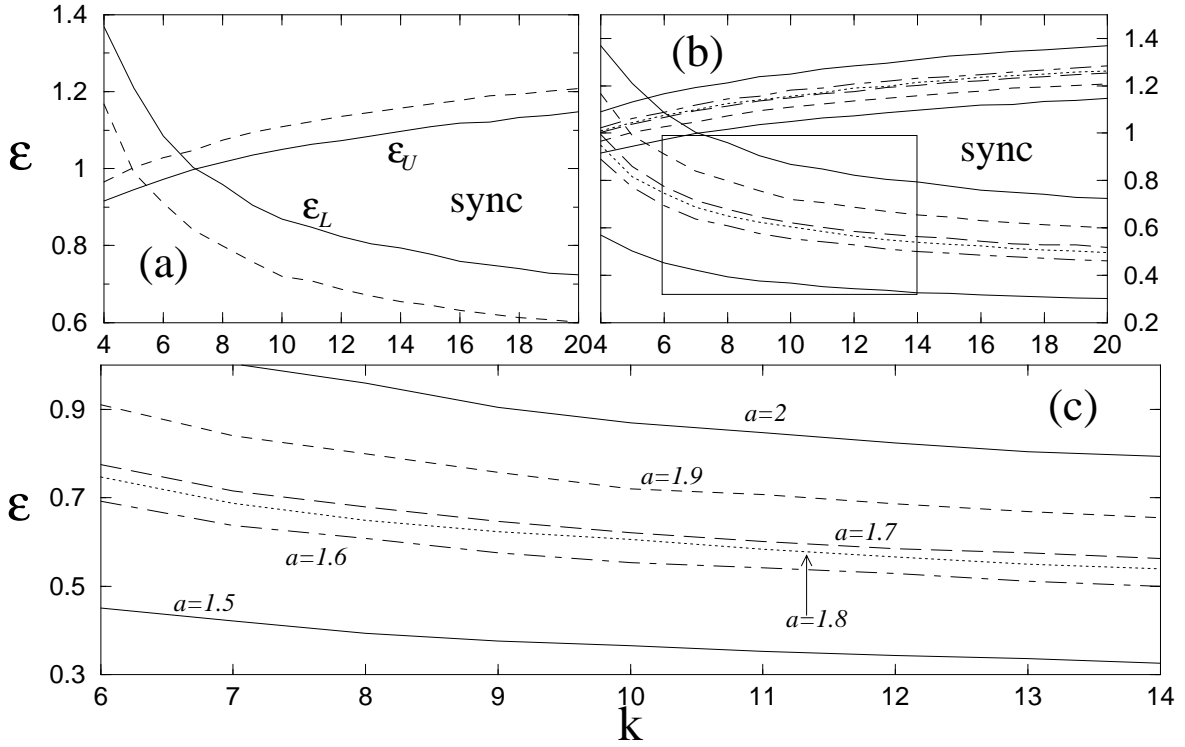 1.4
1.2
1
0.8
0.6
ε
4 6 8 10 12 14 16 18 20
(a)
ε_U
ε_L
sync
4 6 8 10 12 14 16 18 20
1.4
1.2
1
0.8
0.6
0.4
0.2
(b)
sync
0.9
0.7
0.5
0.3
ε
(c)
a=2
a=1.9
a=1.7
a=1.6
a=1.5
a=1.8
6 7 8 9 10 11 12 13 14
k